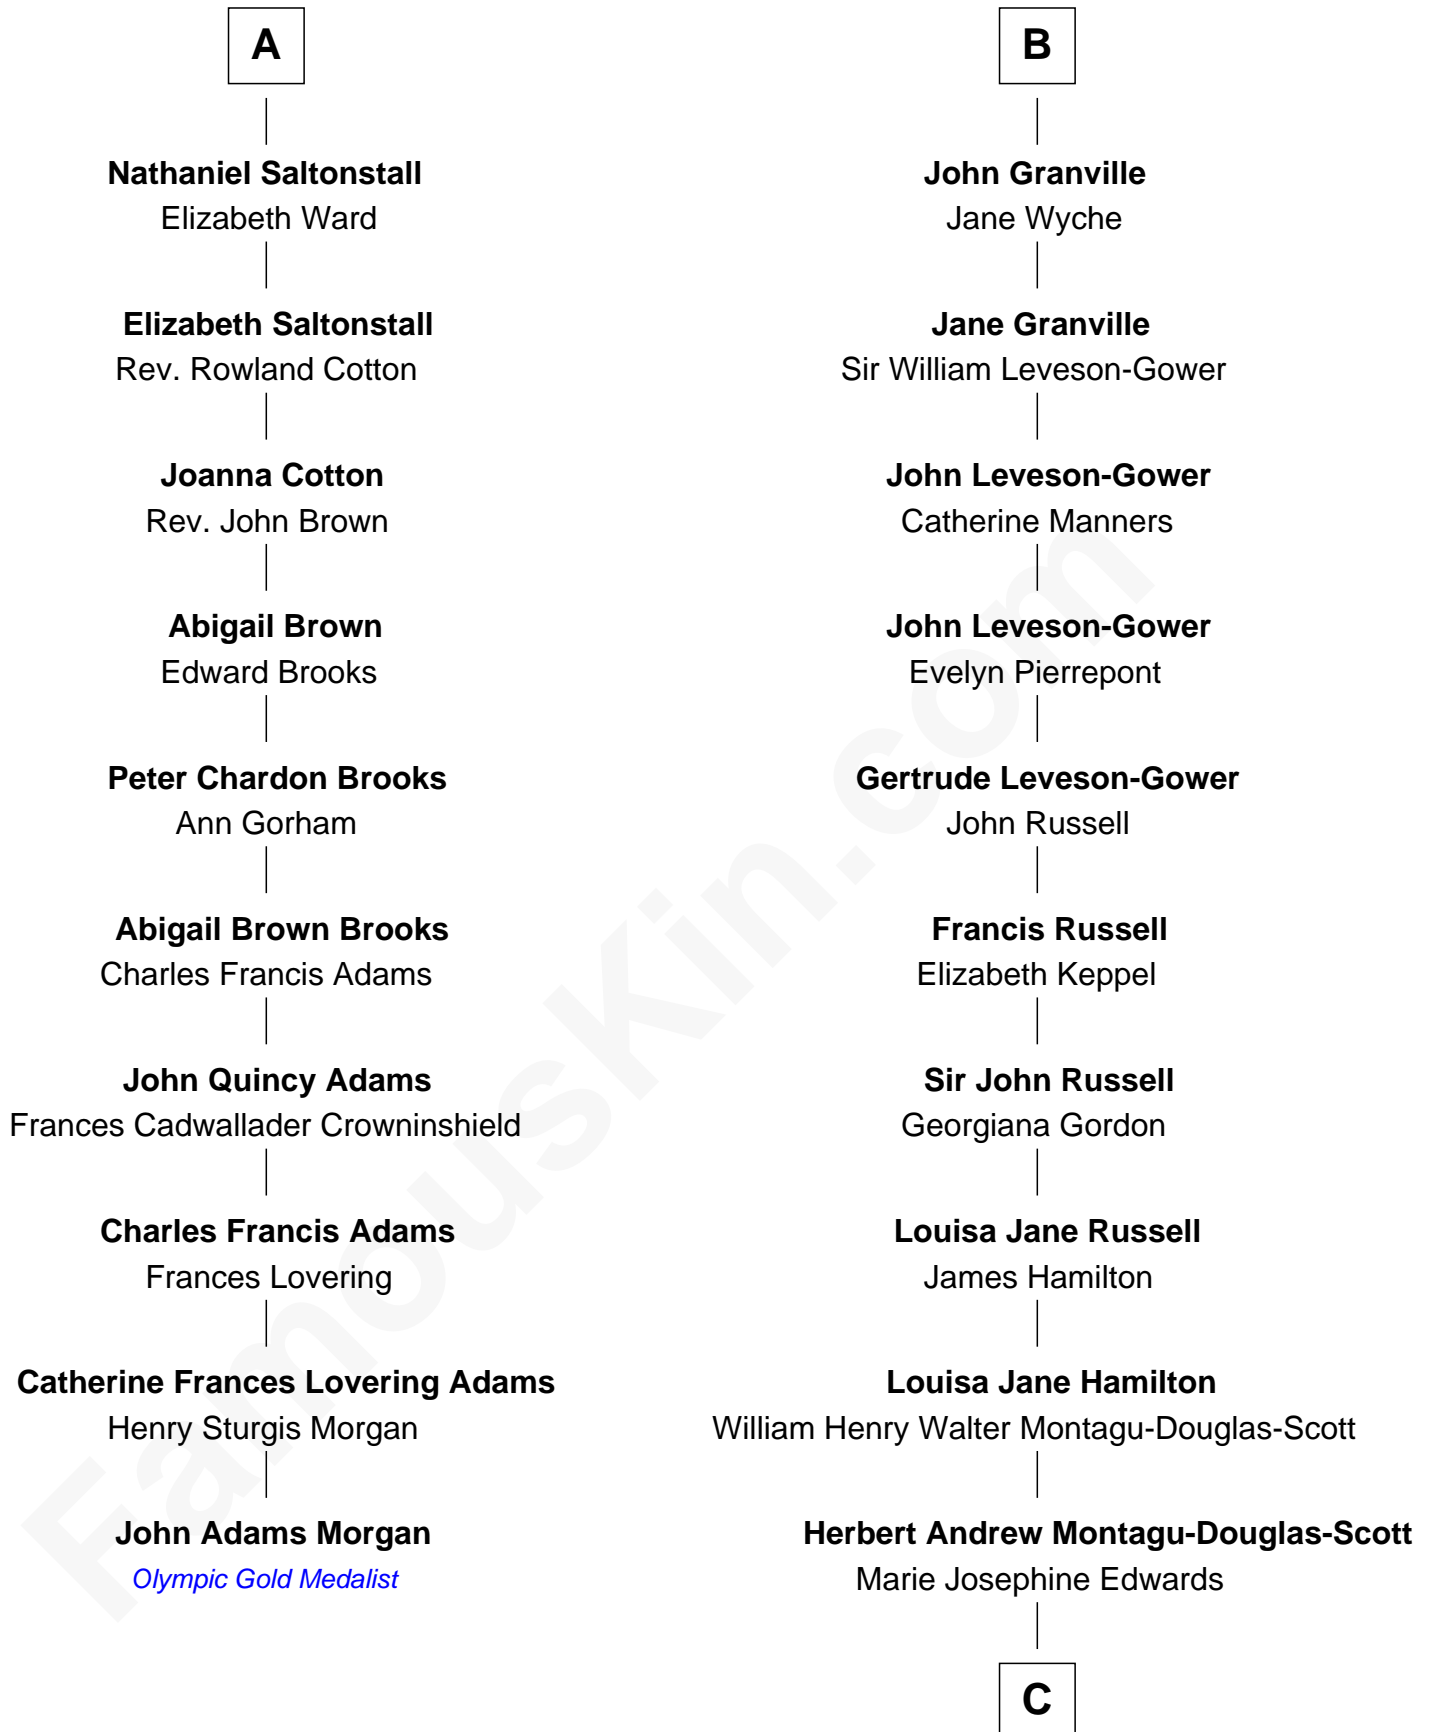 A
Nathaniel Saltonstall
Elizabeth Ward
Elizabeth Saltonstall
Rev. Rowland Cotton
Joanna Cotton
Rev. John Brown
Abigail Brown
Edward Brooks
Peter Chardon Brooks
Ann Gorham
Abigail Brown Brooks
Charles Francis Adams
John Quincy Adams
Frances Cadwallader Crowninshield
Charles Francis Adams
Frances Lovering
Catherine Frances Lovering Adams
Henry Sturgis Morgan
John Adams Morgan
Olympic Gold Medalist
B
John Granville
Jane Wyche
Jane Granville
Sir William Leveson-Gower
John Leveson-Gower
Catherine Manners
John Leveson-Gower
Evelyn Pierrepont
Gertrude Leveson-Gower
John Russell
Francis Russell
Elizabeth Keppel
Sir John Russell
Georgiana Gordon
Louisa Jane Russell
James Hamilton
Louisa Jane Hamilton
William Henry Walter Montagu-Douglas-Scott
Herbert Andrew Montagu-Douglas-Scott
Marie Josephine Edwards
C
FamousKin.com